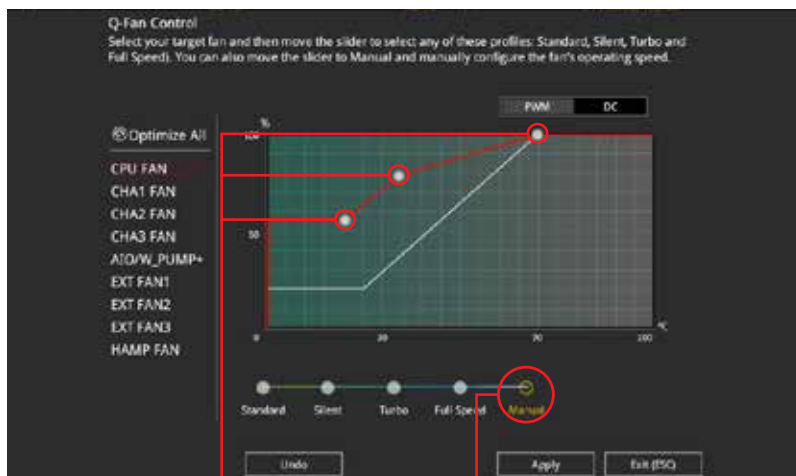 Q-Fan Control
Select your target fan and then move the slider to select any of these profiles: Standard, Silent, Turbo and
Full Speed). You can also move the slider to Manual and manually configure the fan's operating speed.
PWM DC
%
Optimize All
100
CPU FAN
CHA1 FAN
CHA2 FAN
CHA3 FAN
50
AIO/W_PUMP+
EXT FAN1
EXT FAN2
EXT FAN3
°C
0 30 70 100
HAMP FAN
Standard Silent Turbo Full Speed Manual
Undo Apply Exit (ESC)